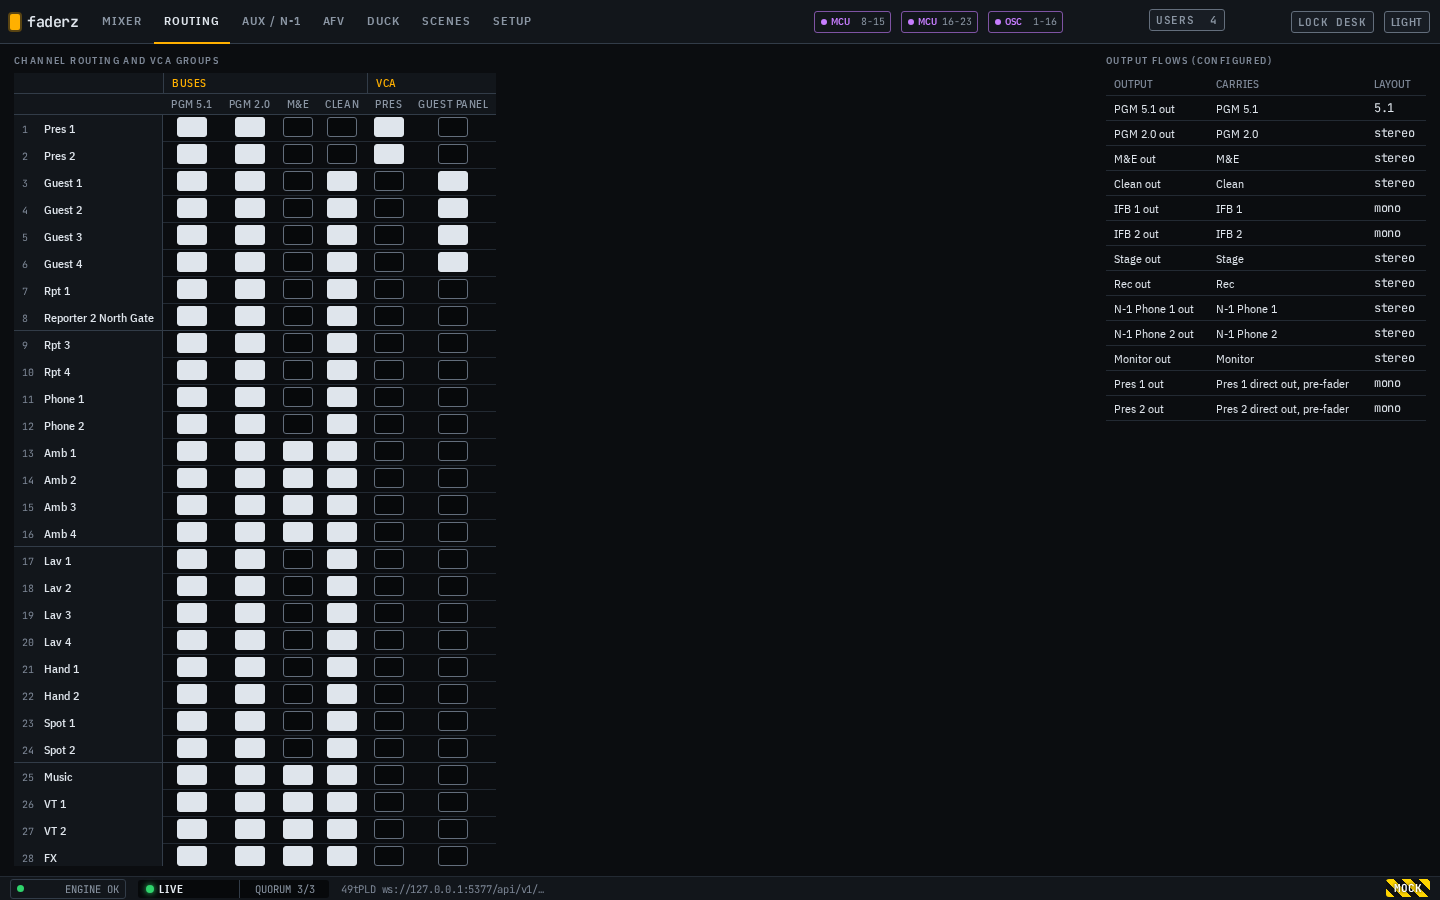 faderz MIXER ROUTING AUX / N-1 AFV DUCK SCENES SETUP MCU 8-15 MCU 16-23 OSC 1-16 USERS 4 LOCK DESK LIGHT
CHANNEL ROUTING AND VCA GROUPS
BUSES VCA
PGM 5.1 PGM 2.0 M&E CLEAN PRES GUEST PANEL
1 Pres 1
2 Pres 2
3 Guest 1
4 Guest 2
5 Guest 3
6 Guest 4
7 Rpt 1
8 Reporter 2 North Gate
9 Rpt 3
10 Rpt 4
11 Phone 1
12 Phone 2
13 Amb 1
14 Amb 2
15 Amb 3
16 Amb 4
17 Lav 1
18 Lav 2
19 Lav 3
20 Lav 4
21 Hand 1
22 Hand 2
23 Spot 1
24 Spot 2
25 Music
26 VT 1
27 VT 2
28 FX
OUTPUT FLOWS (CONFIGURED)
OUTPUT CARRIES LAYOUT
PGM 5.1 out PGM 5.1 5.1
PGM 2.0 out PGM 2.0 stereo
M&E out M&E stereo
Clean out Clean stereo
IFB 1 out IFB 1 mono
IFB 2 out IFB 2 mono
Stage out Stage stereo
Rec out Rec stereo
N-1 Phone 1 out N-1 Phone 1 stereo
N-1 Phone 2 out N-1 Phone 2 stereo
Monitor out Monitor stereo
Pres 1 out Pres 1 direct out, pre-fader mono
Pres 2 out Pres 2 direct out, pre-fader mono
ENGINE OK LIVE QUORUM 3/3 49tPLD ws://127.0.0.1:5377/api/v1/… MOCK